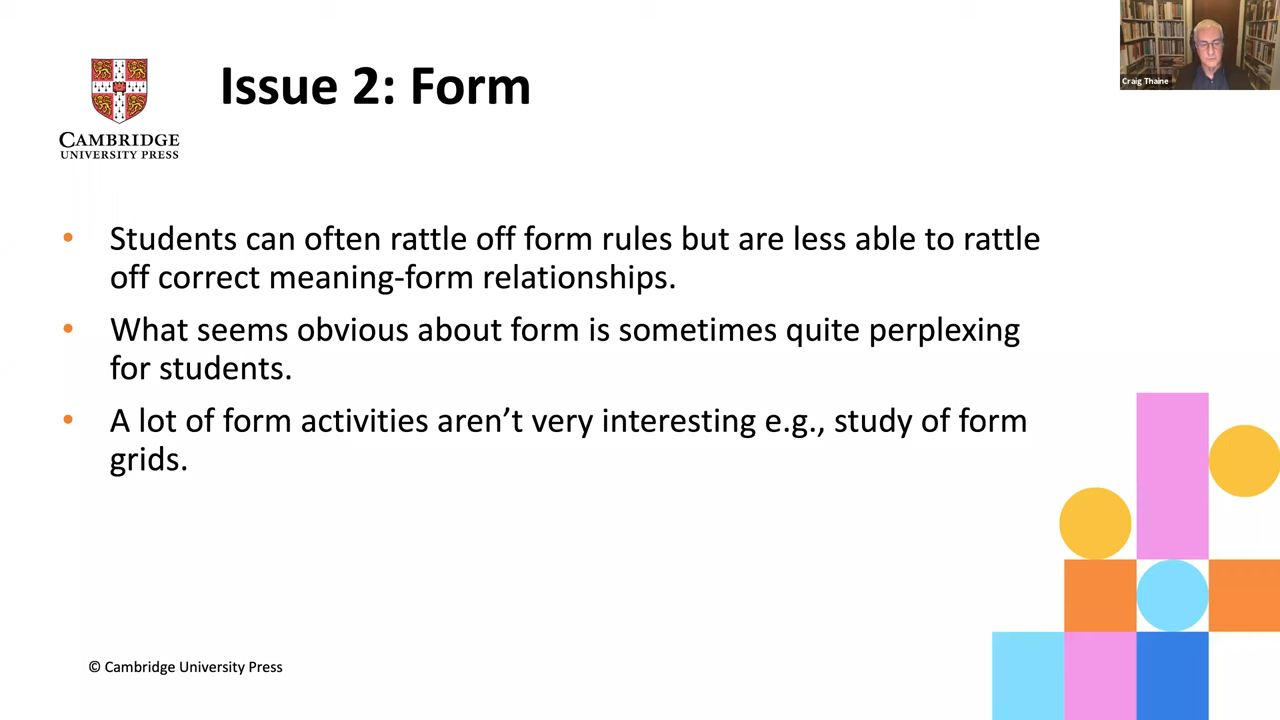 Issue 2: Form
Craig Thaine
CAMBRIDGE
UNIVERSITY PRESS
• Students can often rattle off form rules but are less able to rattle
off correct meaning-form relationships.
• What seems obvious about form is sometimes quite perplexing
for students.
• A lot of form activities aren’t very interesting e.g., study of form
grids.
© Cambridge University Press